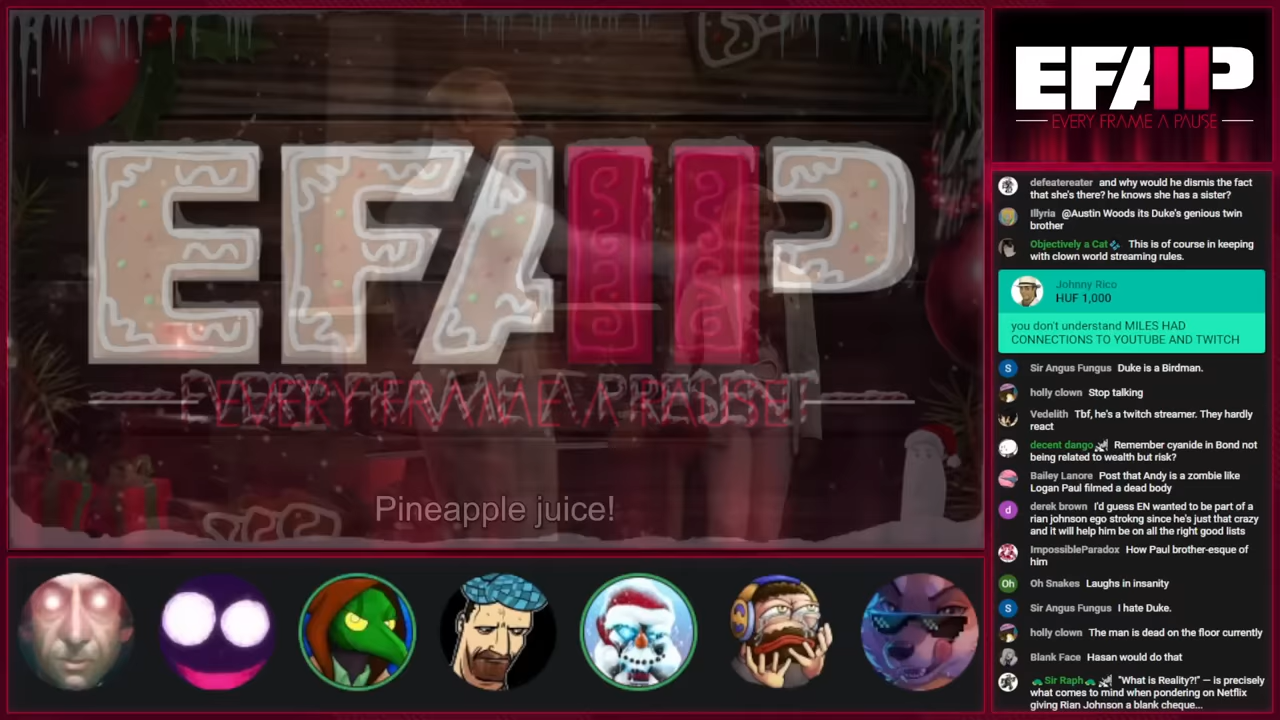 EFAP
EVERY FRAME A PAUSE!
Pineapple juice!
EFAP
EVERY FRAME A PAUSE
defeatereater and why would he dismis the fact
that she's there? he knows she has a sister?
Illyria @Austin Woods its Duke's genious twin
brother
Objectively a Cat This is of course in keeping
with clown world streaming rules.
Johnny Rico
HUF 1,000
you don't understand MILES HAD
CONNECTIONS TO YOUTUBE AND TWITCH
S Sir Angus Fungus Duke is a Birdman.
holly clown Stop talking
Vedelith Tbf, he's a twitch streamer. They hardly
react
decent dango Remember cyanide in Bond not
being related to wealth but risk?
Bailey Lanore Post that Andy is a zombie like
Logan Paul filmed a dead body
d derek brown I'd guess EN wanted to be part of a
rian johnson ego strokng since he's just that crazy
and it will help him be on all the right good lists
ImpossibleParadox How Paul brother-esque of
him
Oh Oh Snakes Laughs in insanity
S Sir Angus Fungus I hate Duke.
holly clown The man is dead on the floor currently
Blank Face Hasan would do that
Sir Raph "What is Reality?!" — is precisely
what comes to mind when pondering on Netflix
giving Rian Johnson a blank cheque...